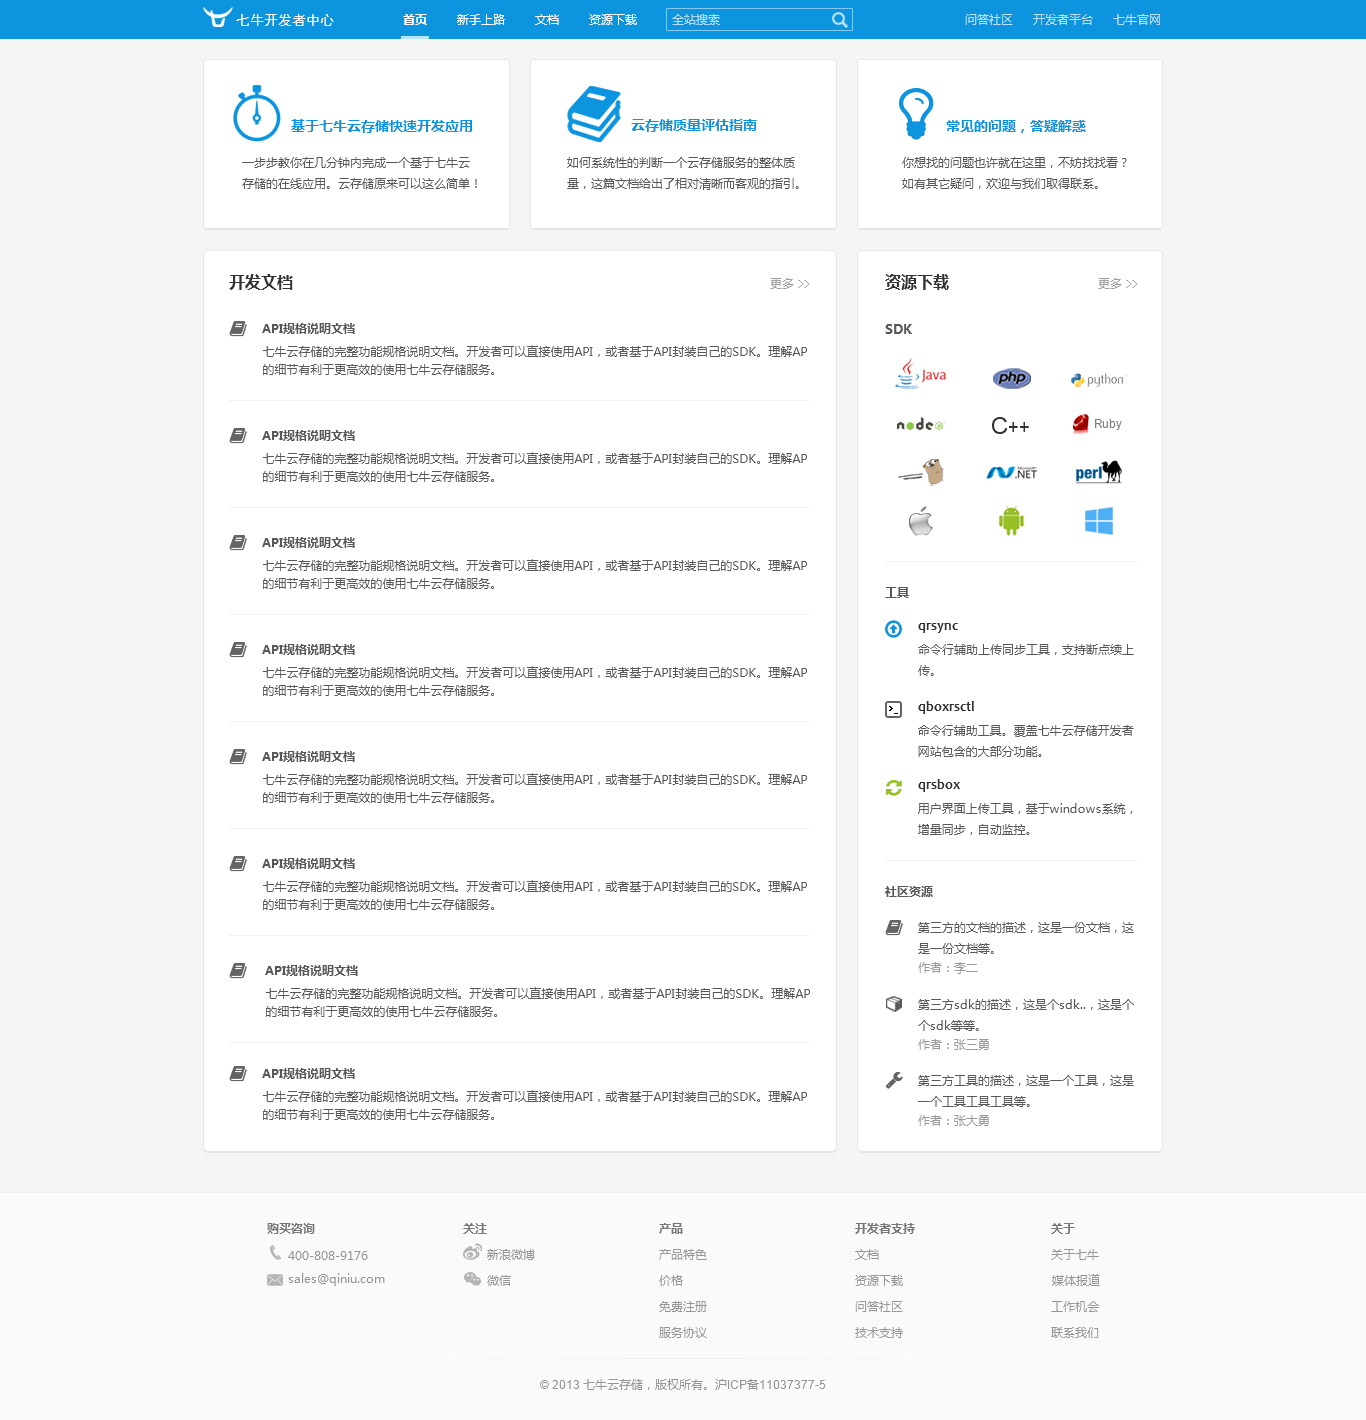 七牛开发者中心 首页 新手上路 文档 资源下载 全站搜索 问答社区 开发者平台 七牛官网
基于七牛云存储快速开发应用
一步步教你在几分钟内完成一个基于七牛云
存储的在线应用。云存储原来可以这么简单！
云存储质量评估指南
如何系统性的判断一个云存储服务的整体质
量，这篇文档给出了相对清晰而客观的指引。
常见的问题，答疑解惑
你想找的问题也许就在这里，不妨找找看？
如有其它疑问，欢迎与我们取得联系。
开发文档 更多 >>
API规格说明文档
七牛云存储的完整功能规格说明文档。开发者可以直接使用API，或者基于API封装自己的SDK。理解AP
的细节有利于更高效的使用七牛云存储服务。
API规格说明文档
七牛云存储的完整功能规格说明文档。开发者可以直接使用API，或者基于API封装自己的SDK。理解AP
的细节有利于更高效的使用七牛云存储服务。
API规格说明文档
七牛云存储的完整功能规格说明文档。开发者可以直接使用API，或者基于API封装自己的SDK。理解AP
的细节有利于更高效的使用七牛云存储服务。
API规格说明文档
七牛云存储的完整功能规格说明文档。开发者可以直接使用API，或者基于API封装自己的SDK。理解AP
的细节有利于更高效的使用七牛云存储服务。
API规格说明文档
七牛云存储的完整功能规格说明文档。开发者可以直接使用API，或者基于API封装自己的SDK。理解AP
的细节有利于更高效的使用七牛云存储服务。
API规格说明文档
七牛云存储的完整功能规格说明文档。开发者可以直接使用API，或者基于API封装自己的SDK。理解AP
的细节有利于更高效的使用七牛云存储服务。
API规格说明文档
七牛云存储的完整功能规格说明文档。开发者可以直接使用API，或者基于API封装自己的SDK。理解AP
的细节有利于更高效的使用七牛云存储服务。
API规格说明文档
七牛云存储的完整功能规格说明文档。开发者可以直接使用API，或者基于API封装自己的SDK。理解AP
的细节有利于更高效的使用七牛云存储服务。
资源下载 更多 >>
SDK
Java php python
node C++ Ruby
.NET perl
工具
qrsync
命令行辅助上传同步工具，支持断点续上
传。
qboxrsctl
命令行辅助工具。覆盖七牛云存储开发者
网站包含的大部分功能。
qrsbox
用户界面上传工具，基于windows系统，
增量同步，自动监控。
社区资源
第三方的文档的描述，这是一份文档，这
是一份文档等。
作者：李二
第三方sdk的描述，这是个sdk..，这是个
个sdk等等。
作者：张三勇
第三方工具的描述，这是一个工具，这是
一个工具工具工具等。
作者：张大勇
购买咨询
400-808-9176
sales@qiniu.com
关注
新浪微博
微信
产品
产品特色
价格
免费注册
服务协议
开发者支持
文档
资源下载
问答社区
技术支持
关于
关于七牛
媒体报道
工作机会
联系我们
© 2013 七牛云存储，版权所有。沪ICP备11037377-5